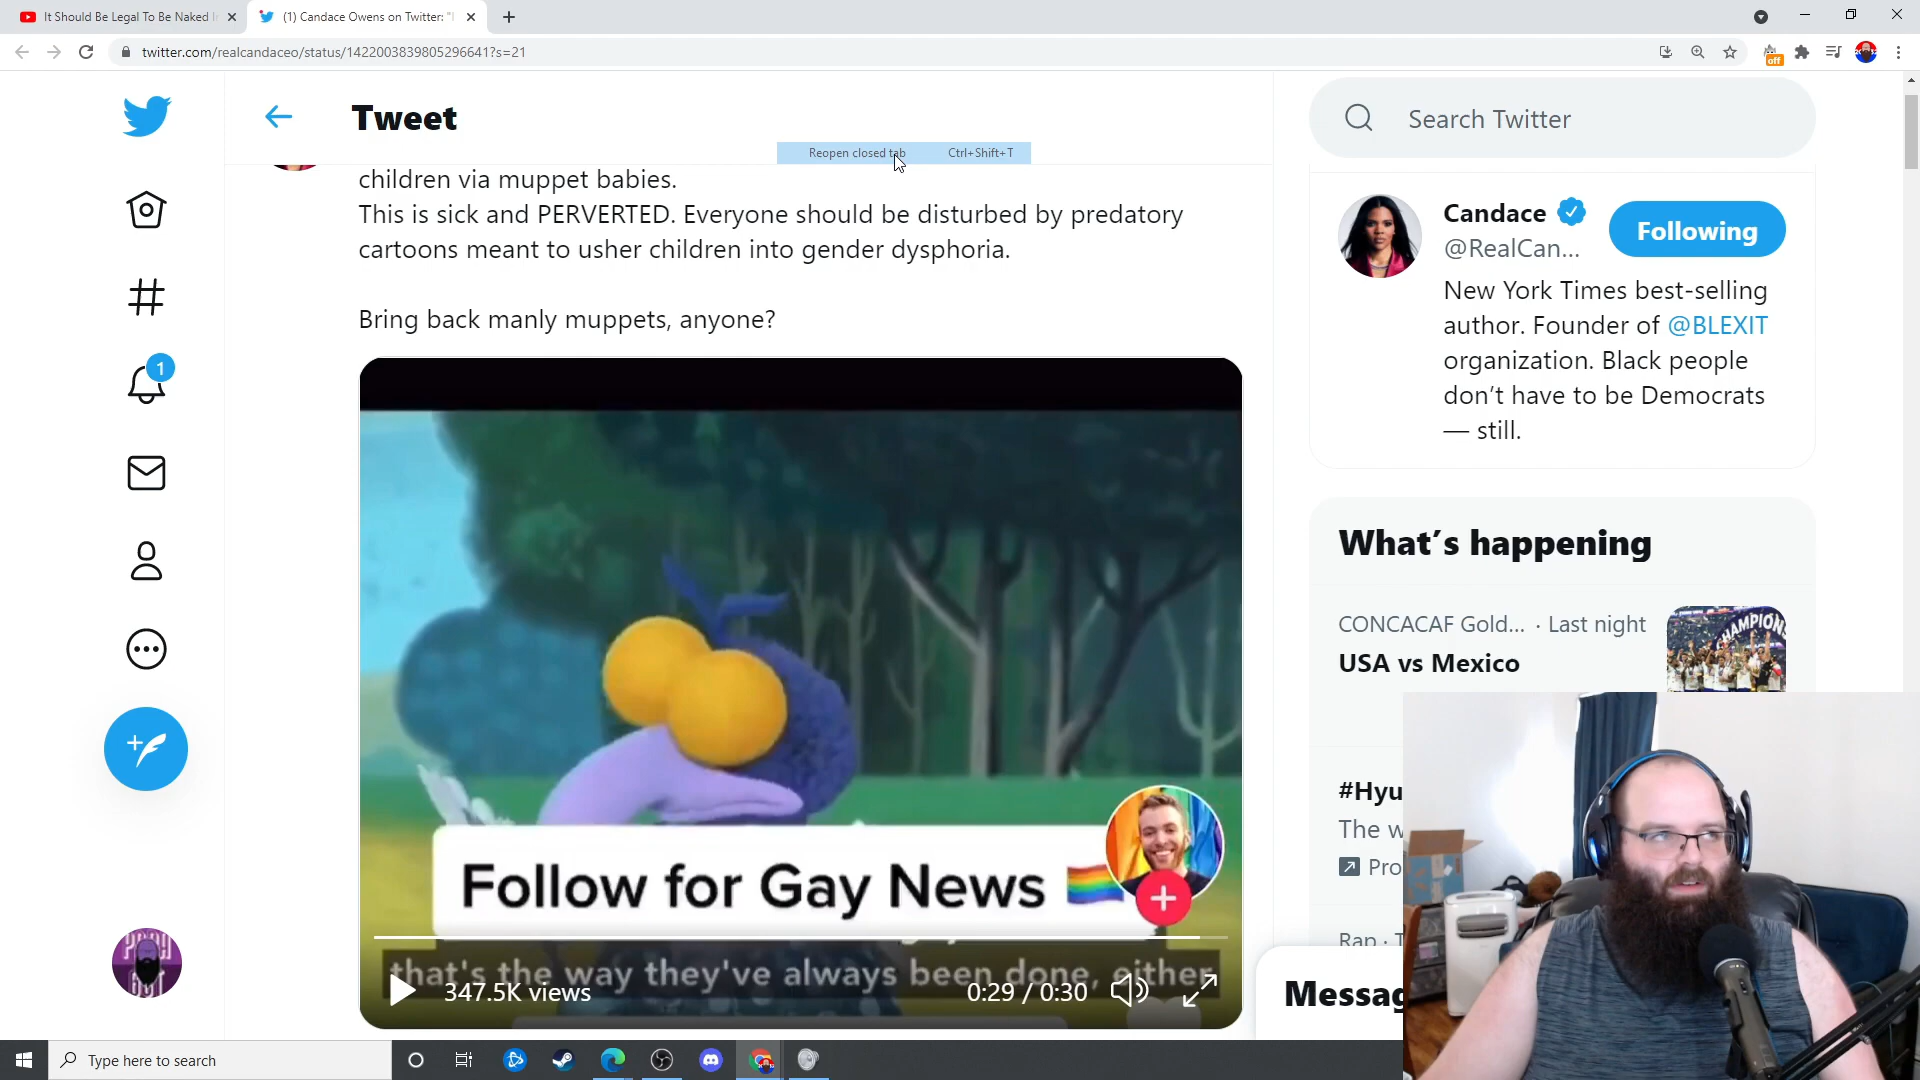 It Should Be Legal To Be Naked I
(1) Candace Owens on Twitter: "I
twitter.com/realcandaceo/status/1422003839805296641?s=21
off
Tweet
Search Twitter
Reopen closed tab Ctrl+Shift+T
children via muppet babies.
This is sick and PERVERTED. Everyone should be disturbed by predatory
cartoons meant to usher children into gender dysphoria.
Bring back manly muppets, anyone?
1
Follow for Gay News
that's the way they've always been done, either
347.5K views
0:29 / 0:30
Candace
@RealCan...
Following
New York Times best-selling
author. Founder of @BLEXIT
organization. Black people
don't have to be Democrats
— still.
What's happening
CONCACAF Gold... · Last night
USA vs Mexico
CHAMPION
#Hyu
The w
Pro
Rap · T
Messag
Type here to search